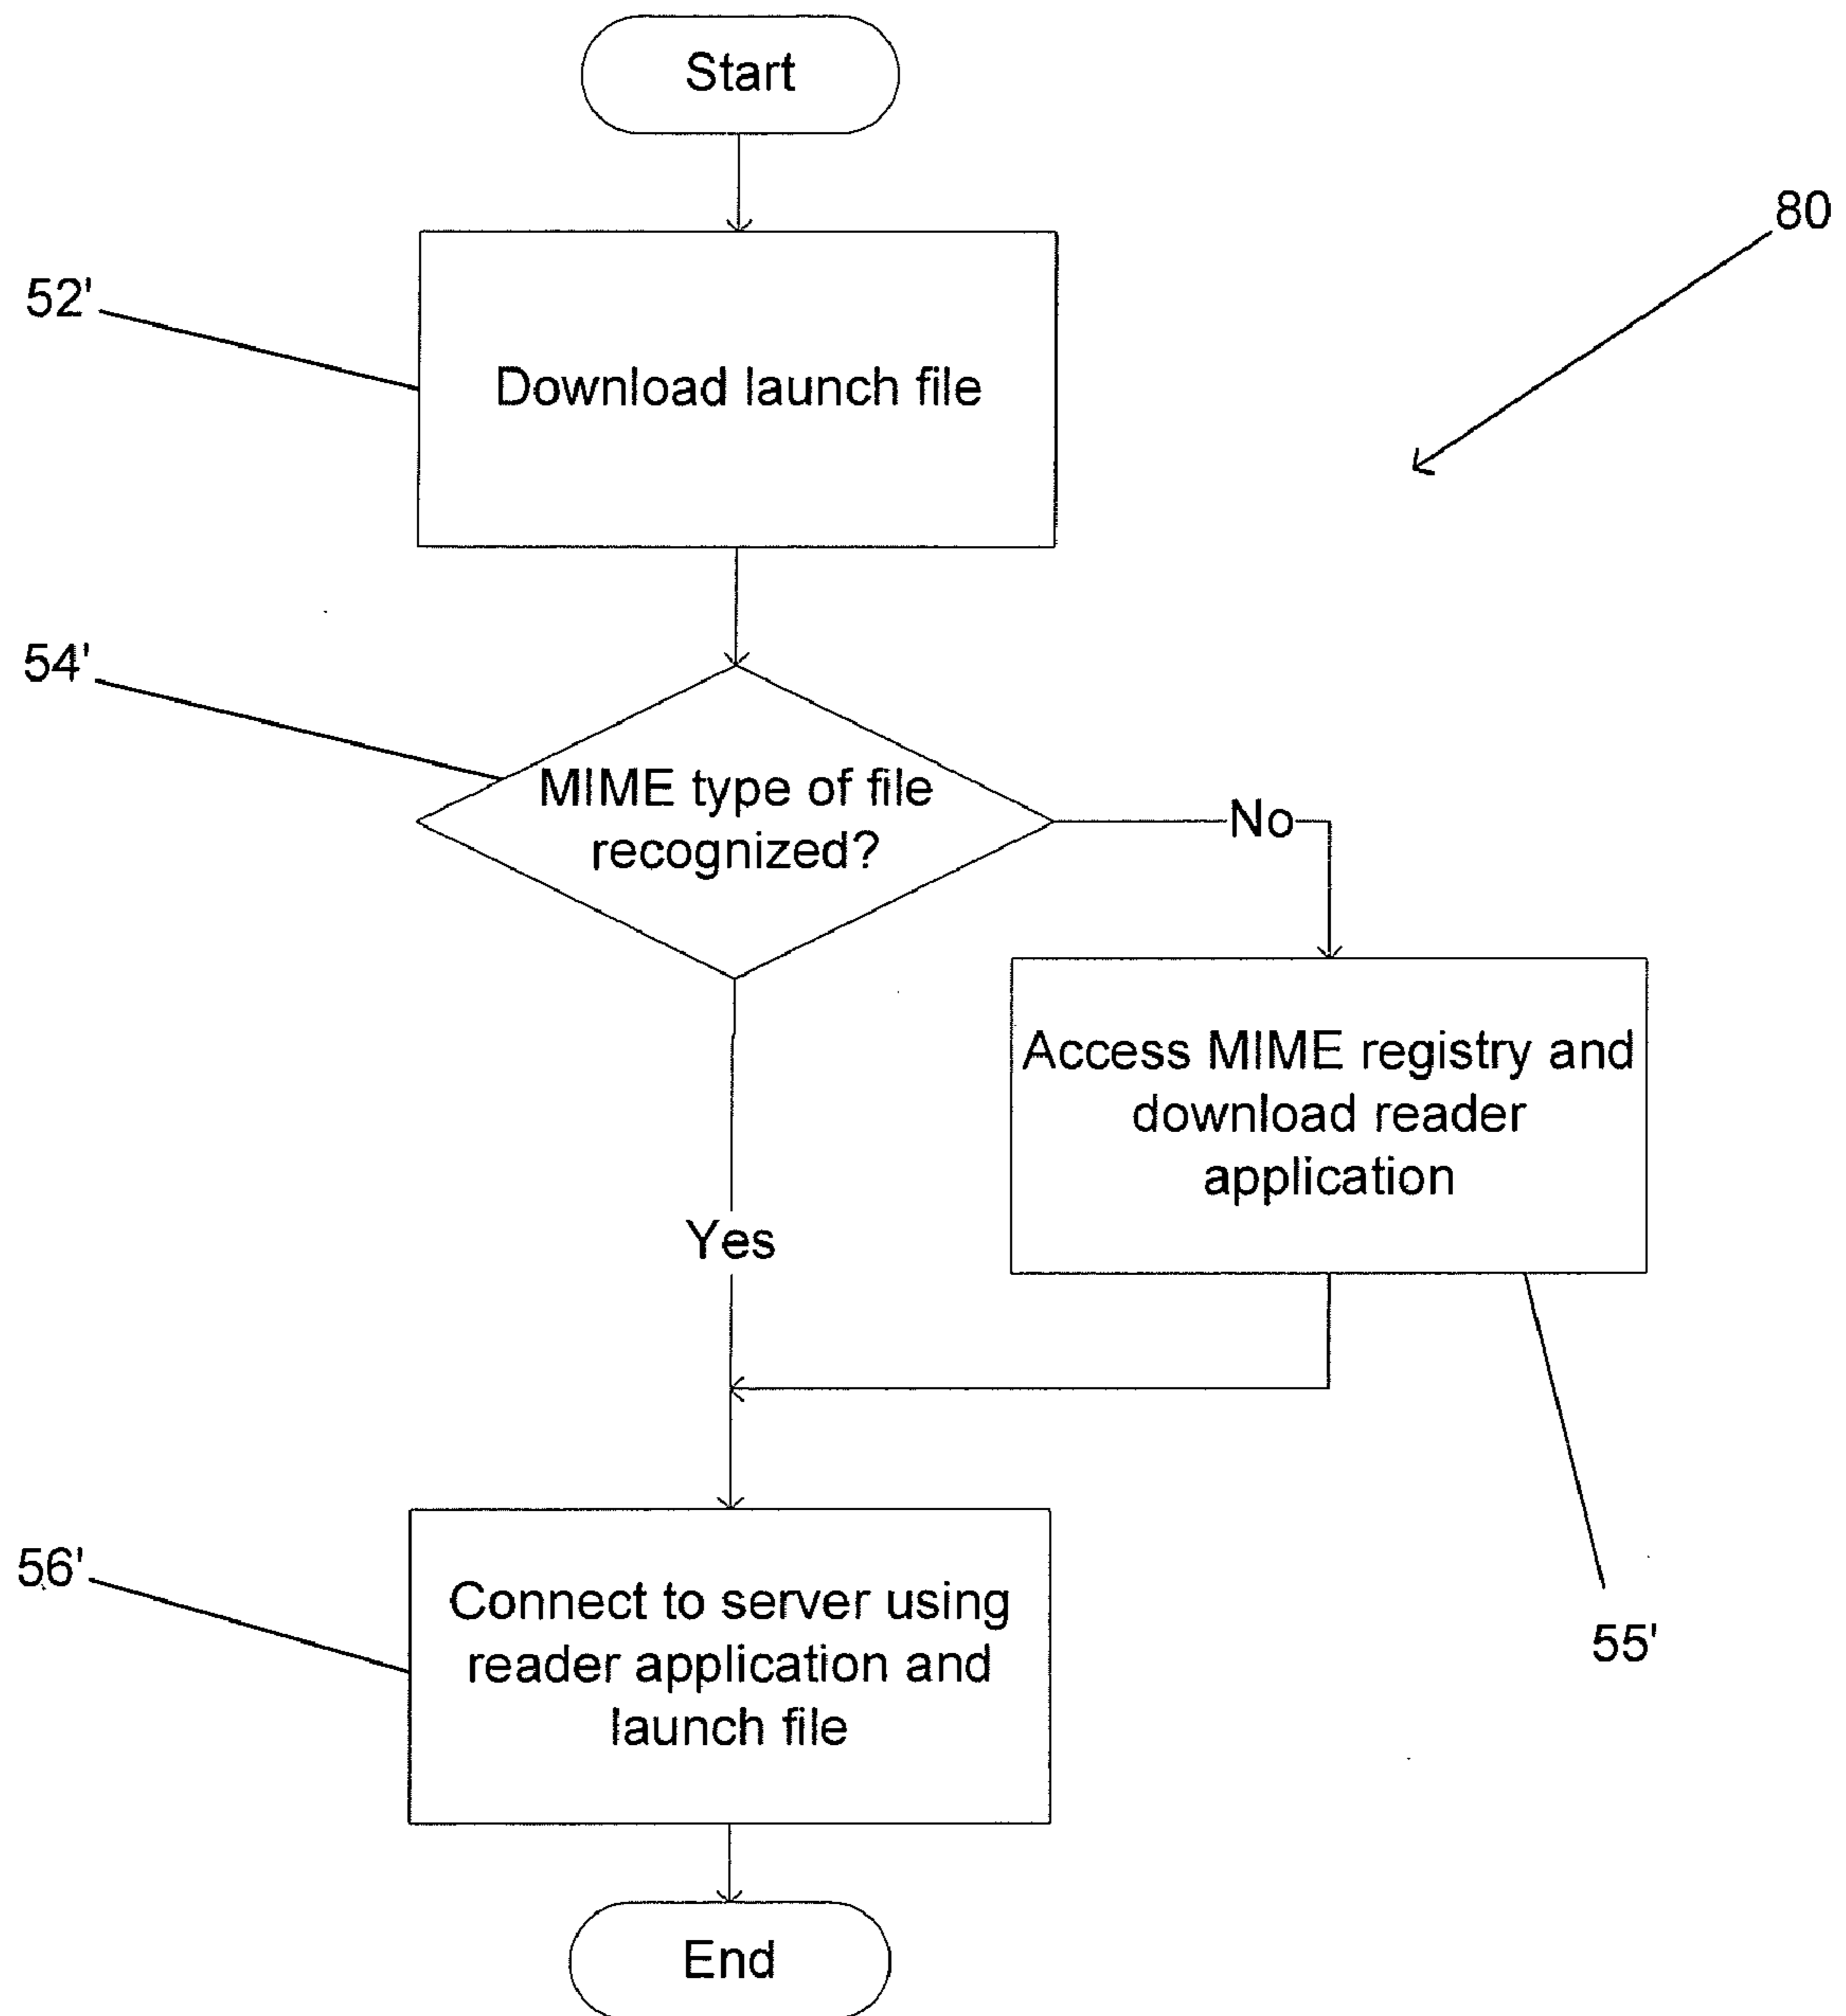 Start
80
52'
Download launch file
54'
MIME type of file
recognized?
No
Access MIME registry and
download reader
application
Yes
56'
Connect to server using
reader application and
launch file
55'
End